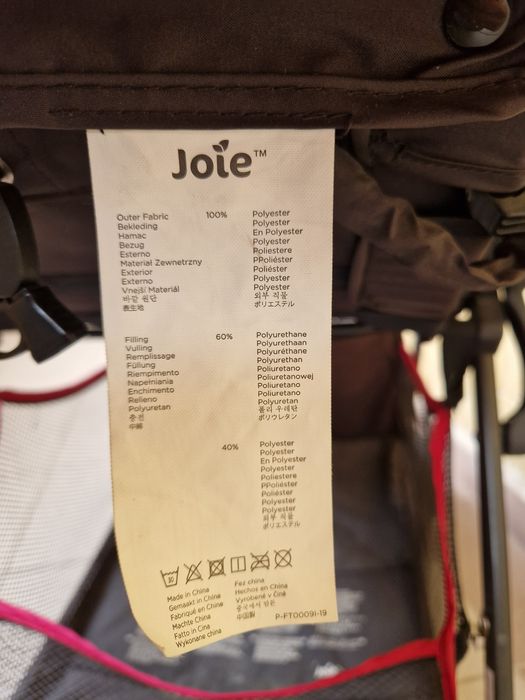 Joie™
Outer Fabric 100% Polyester
Bekleding Polyester
Hamac En Polyester
Bezug Polyester
Esterno Poliestere
Materiał Zewnetrzny PPoliéster
Exterior Poliéster
Externo Polyester
Vnejší Materiál Polyester
바깥 원단 외부 직물
表生地 ポリエステル
Filling 60% Polyurethane
Vulling Polyurethaan
Remplissage Polyuréthane
Füllung Polyurethan
Riempimento Poliuretano
Napełniania Poliuretanowej
Enchimento Poliuretano
Relleno Poliuretano
Polyuretan Polyuretan
충전 폴리 우레탄
中綿 ポリウレタン
40% Polyester
Polyester
En Polyester
Polyester
Poliestere
PPoliéster
Poliéster
Polyester
Polyester
외부 직물
ポリエステル
30
Made in China Fez china
Gemaakt in China Hechos en China
Fabriqué en China Vyrobené v Čína
Machte China 중국에서 만든
Fatto in Cina 中国製
Wykonane china P-FT0009I-19